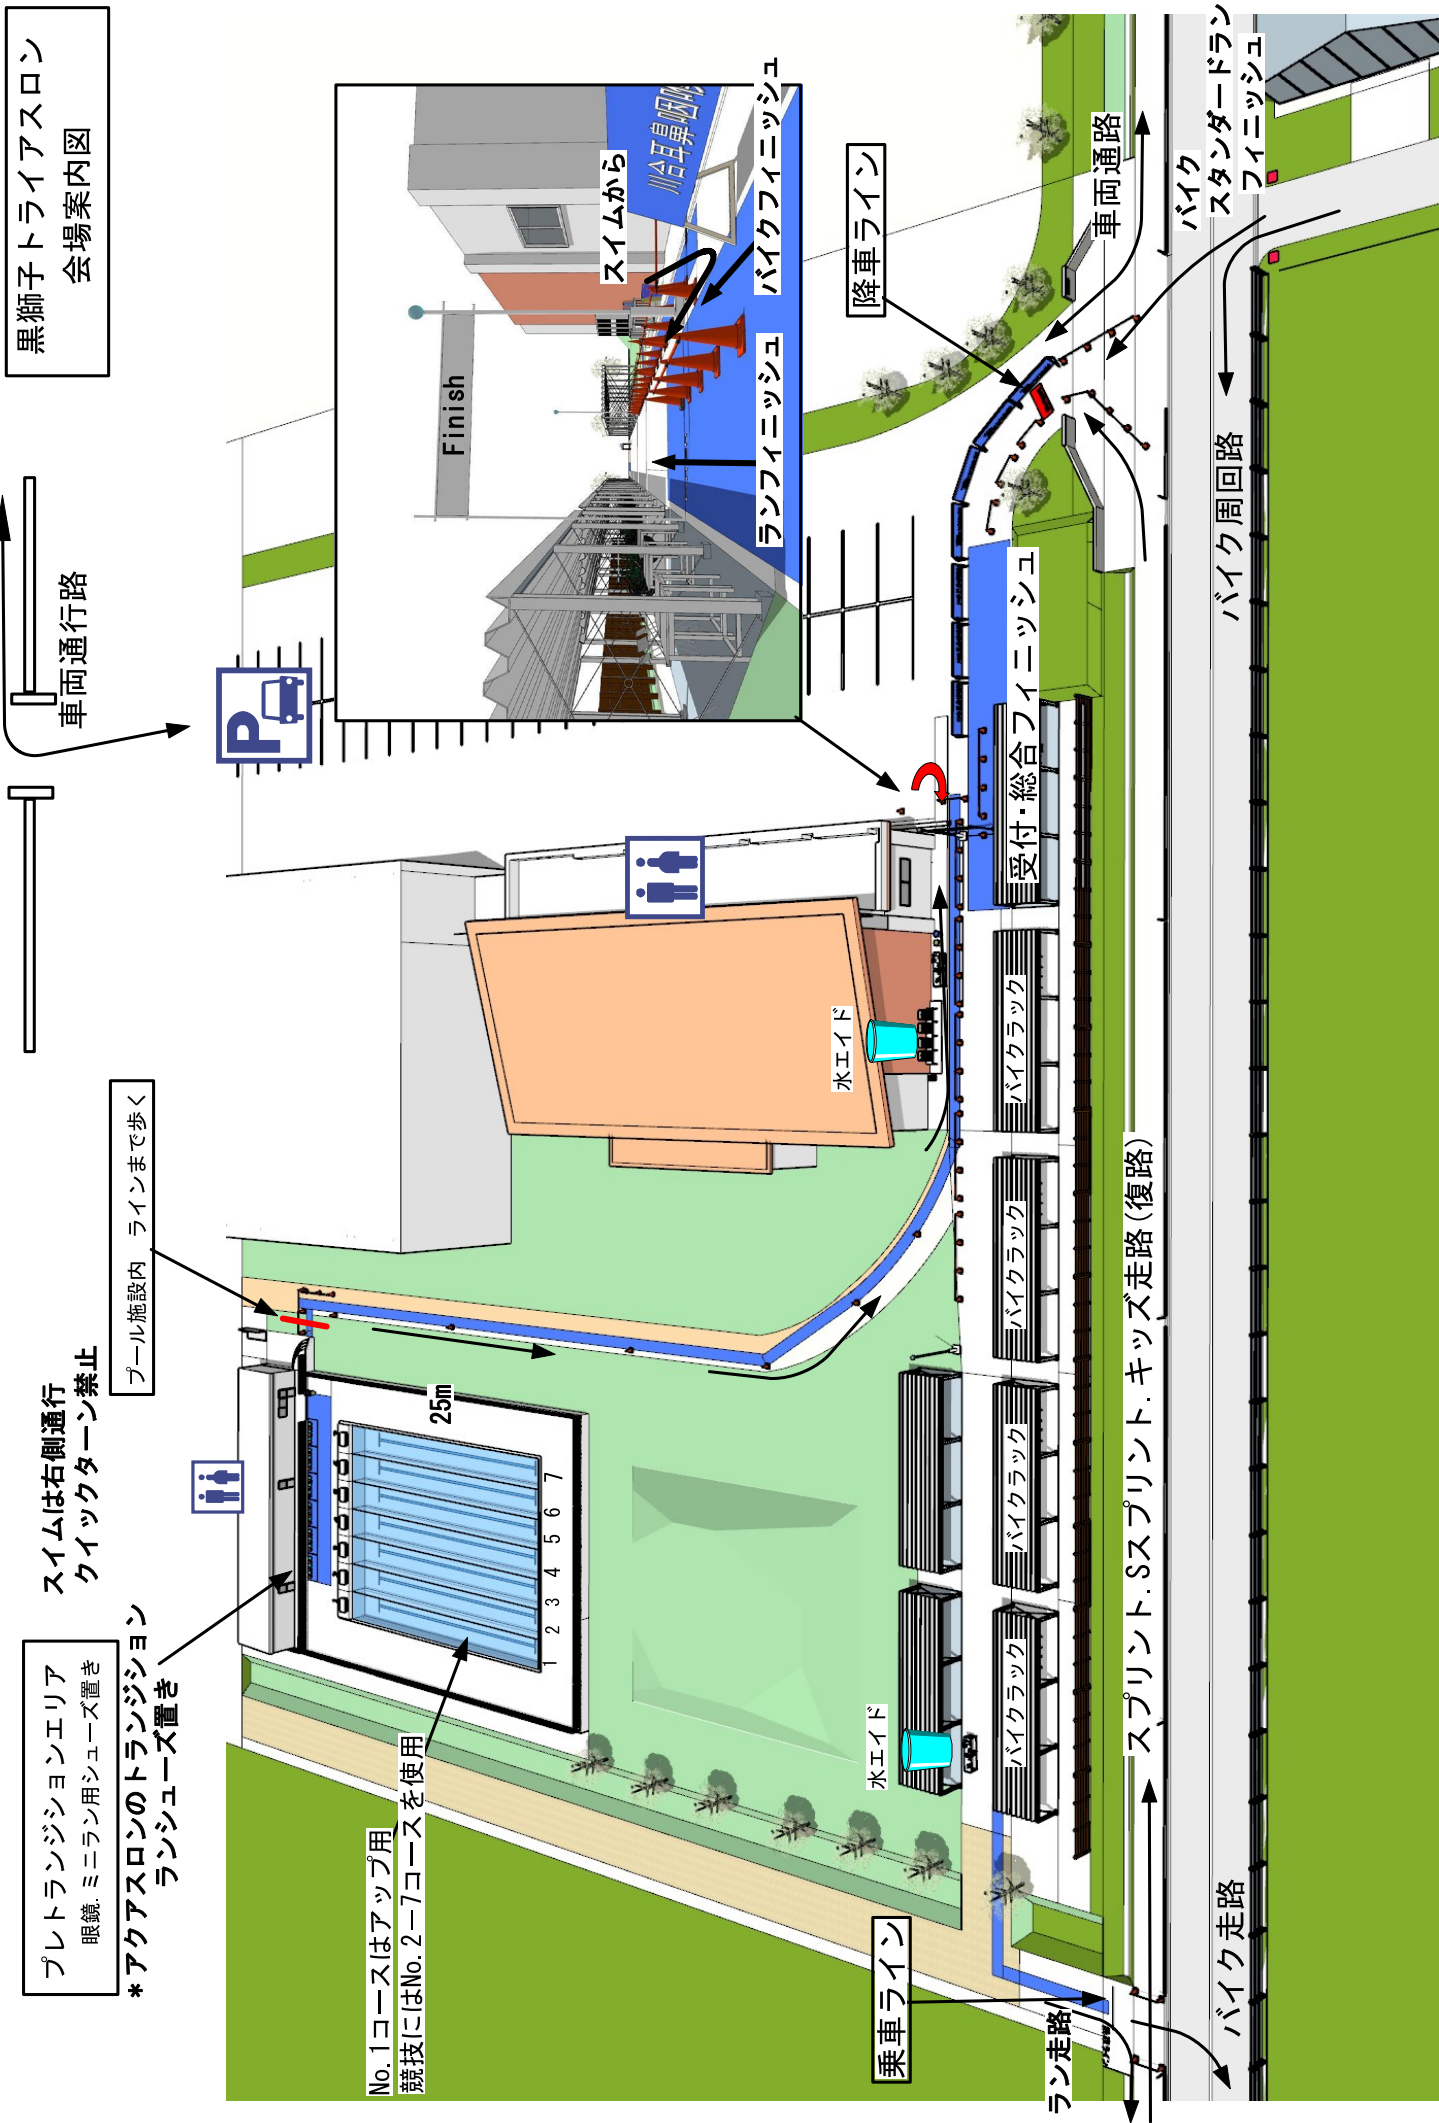 黒獅子トライアスロン
会場案内図
車両通行路
P
プール施設内　ラインまで歩く
スイムは右側通行
クイックターン禁止
プレトランジションエリア
眼鏡.ミニラン用シューズ置き
*アクアスロンのトランジション
ランシューズ置き
No.1コースはアップ用
競技にはNo.2−7コースを使用
25m
1 2 3 4 5 6 7
Finish
スイムから
川合耳鼻咽喉
バイクフィニッシュ
ランフィニッシュ
降車ライン
車両通路
バイク
スタンダードラン
フィニッシュ
水エイド
受付・総合フィニッシュ
バイクラック
バイクラック
バイクラック
バイクラック
水エイド
スプリント.Sスプリント.キッズ走路(復路)
バイク周回路
乗車ライン
ラン走路
バイク走路